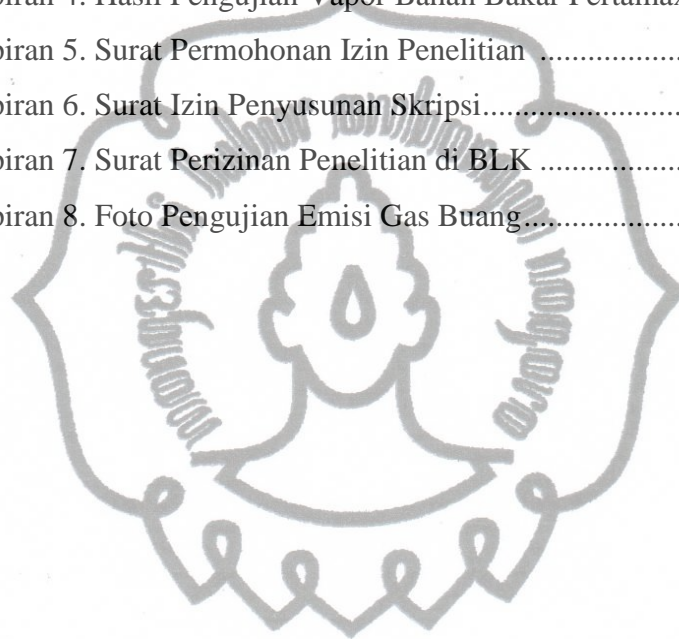 piran 4. Hasil Pengujian Vapor Bahan Bakar Pertamax
piran 5. Surat Permohonan Izin Penelitian ....................
piran 6. Surat Izin Penyusunan Skripsi.......................
piran 7. Surat Perizinan Penelitian di BLK ....................
piran 8. Foto Pengujian Emisi Gas Buang......................